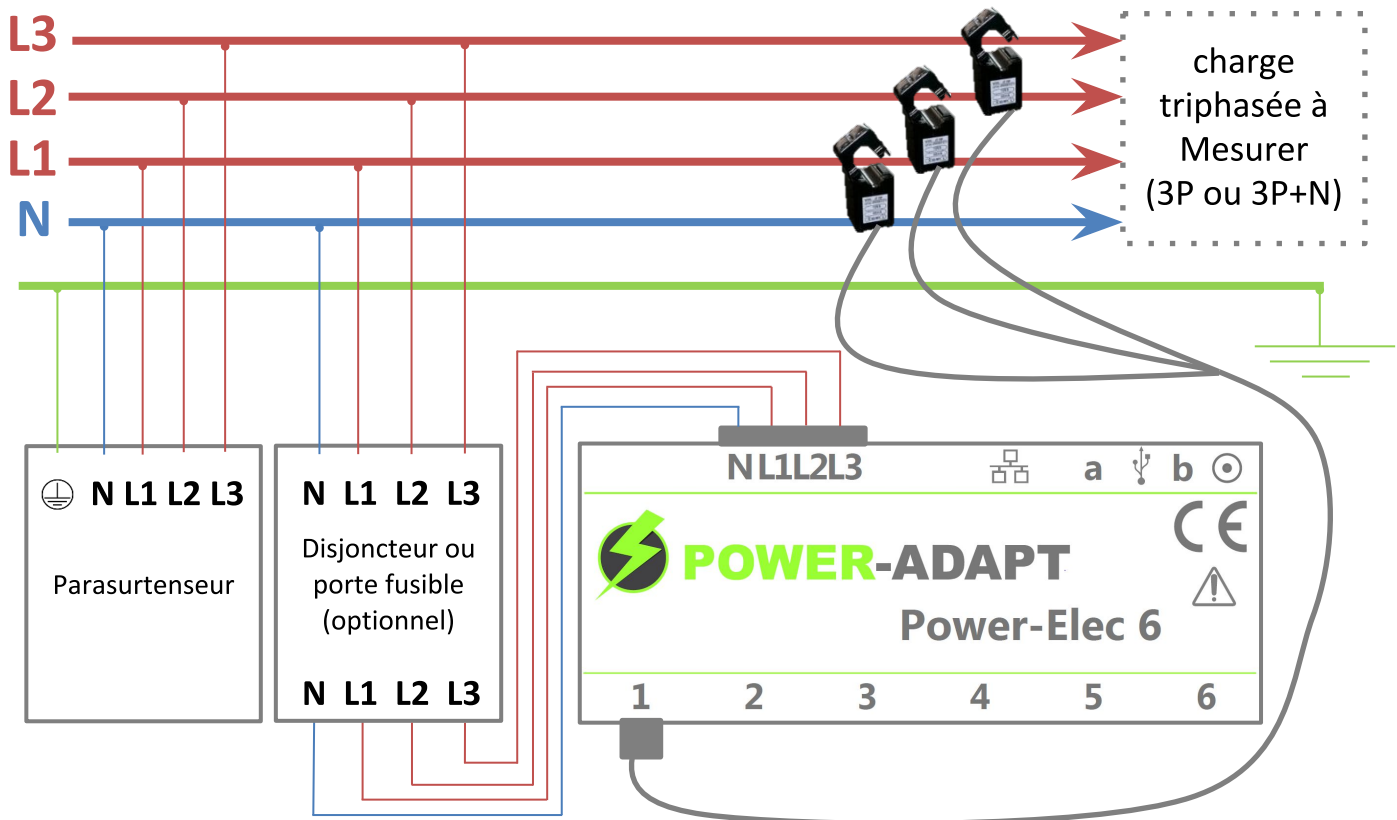 L3
L2
L1
N
charge
triphasée à
Mesurer
(3P ou 3P+N)
N L1 L2 L3
Parasurtenseur
N L1 L2 L3
Disjoncteur ou
porte fusible
(optionnel)
N L1 L2 L3
N L1 L2 L3
a b
CE
POWER-ADAPT
Power-Elec 6
1 2 3 4 5 6